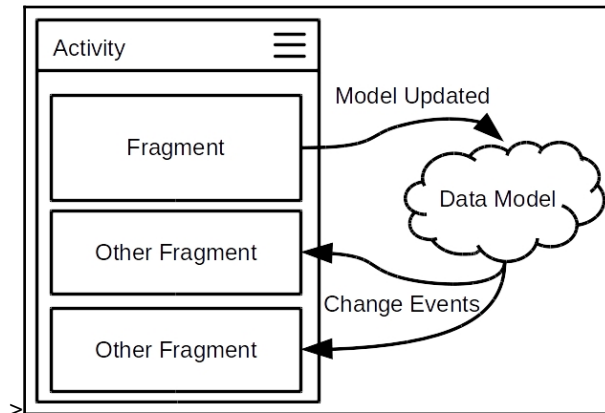 Activity
Model Updated
Fragment
Data Model
Other Fragment
Change Events
Other Fragment
>